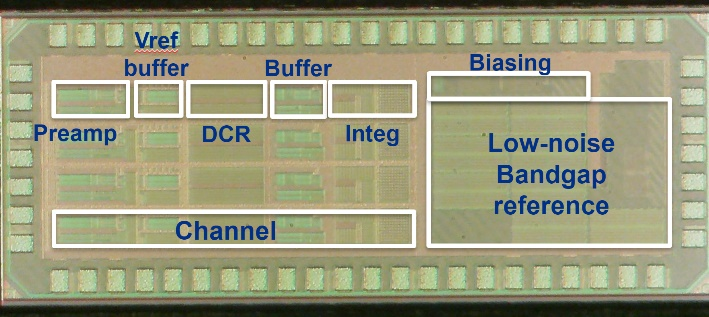 Vref
buffer
Buffer
Biasing
Preamp
DCR
Integ
Low-noise
Bandgap
reference
Channel